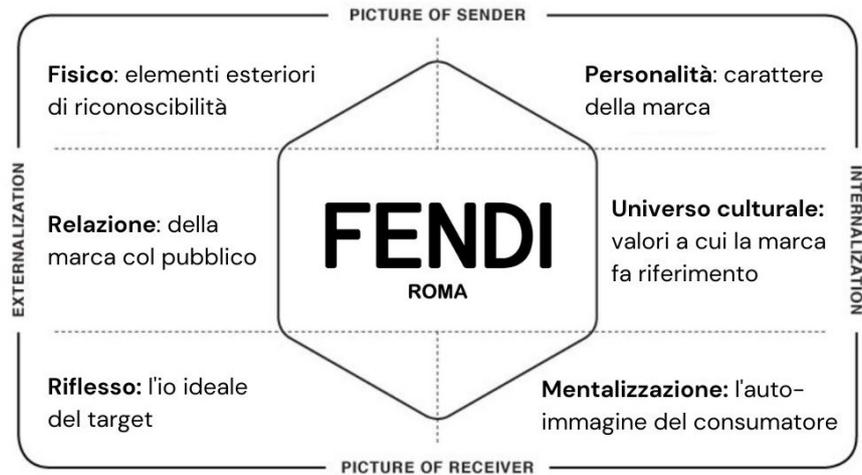 PICTURE OF SENDER
Fisico: elementi esteriori
di riconoscibilità
Personalità: carattere
della marca
EXTERNALIZATION
Relazione: della
marca col pubblico
FENDI
ROMA
Universo culturale:
valori a cui la marca
fa riferimento
INTERNALIZATION
Riflesso: l'io ideale
del target
Mentalizzazione: l'auto-
immagine del consumatore
PICTURE OF RECEIVER